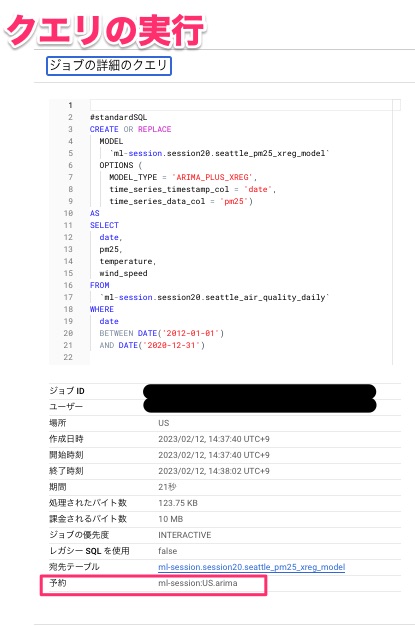 クエリの実行
ジョブの詳細のクエリ
1
2 #standardSQL
3 CREATE OR REPLACE
4 MODEL
5 `ml-session.session20.seattle_pm25_xreg_model`
6 OPTIONS (
7 MODEL_TYPE = 'ARIMA_PLUS_XREG',
8 time_series_timestamp_col = 'date',
9 time_series_data_col = 'pm25')
10 AS
11 SELECT
12 date,
13 pm25,
14 temperature,
15 wind_speed
16 FROM
17 `ml-session.session20.seattle_air_quality_daily`
18 WHERE
19 date
20 BETWEEN DATE('2012-01-01')
21 AND DATE('2020-12-31')
22
ジョブ ID
ユーザー
場所 US
作成日時 2023/02/12, 14:37:40 UTC+9
開始時刻 2023/02/12, 14:37:40 UTC+9
終了時刻 2023/02/12, 14:38:02 UTC+9
期間 21秒
処理されたバイト数 123.75 KB
課金されるバイト数 10 MB
ジョブの優先度 INTERACTIVE
レガシー SQL を使用 false
宛先テーブル ml-session.session20.seattle_pm25_xreg_model
予約 ml-session:US.arima